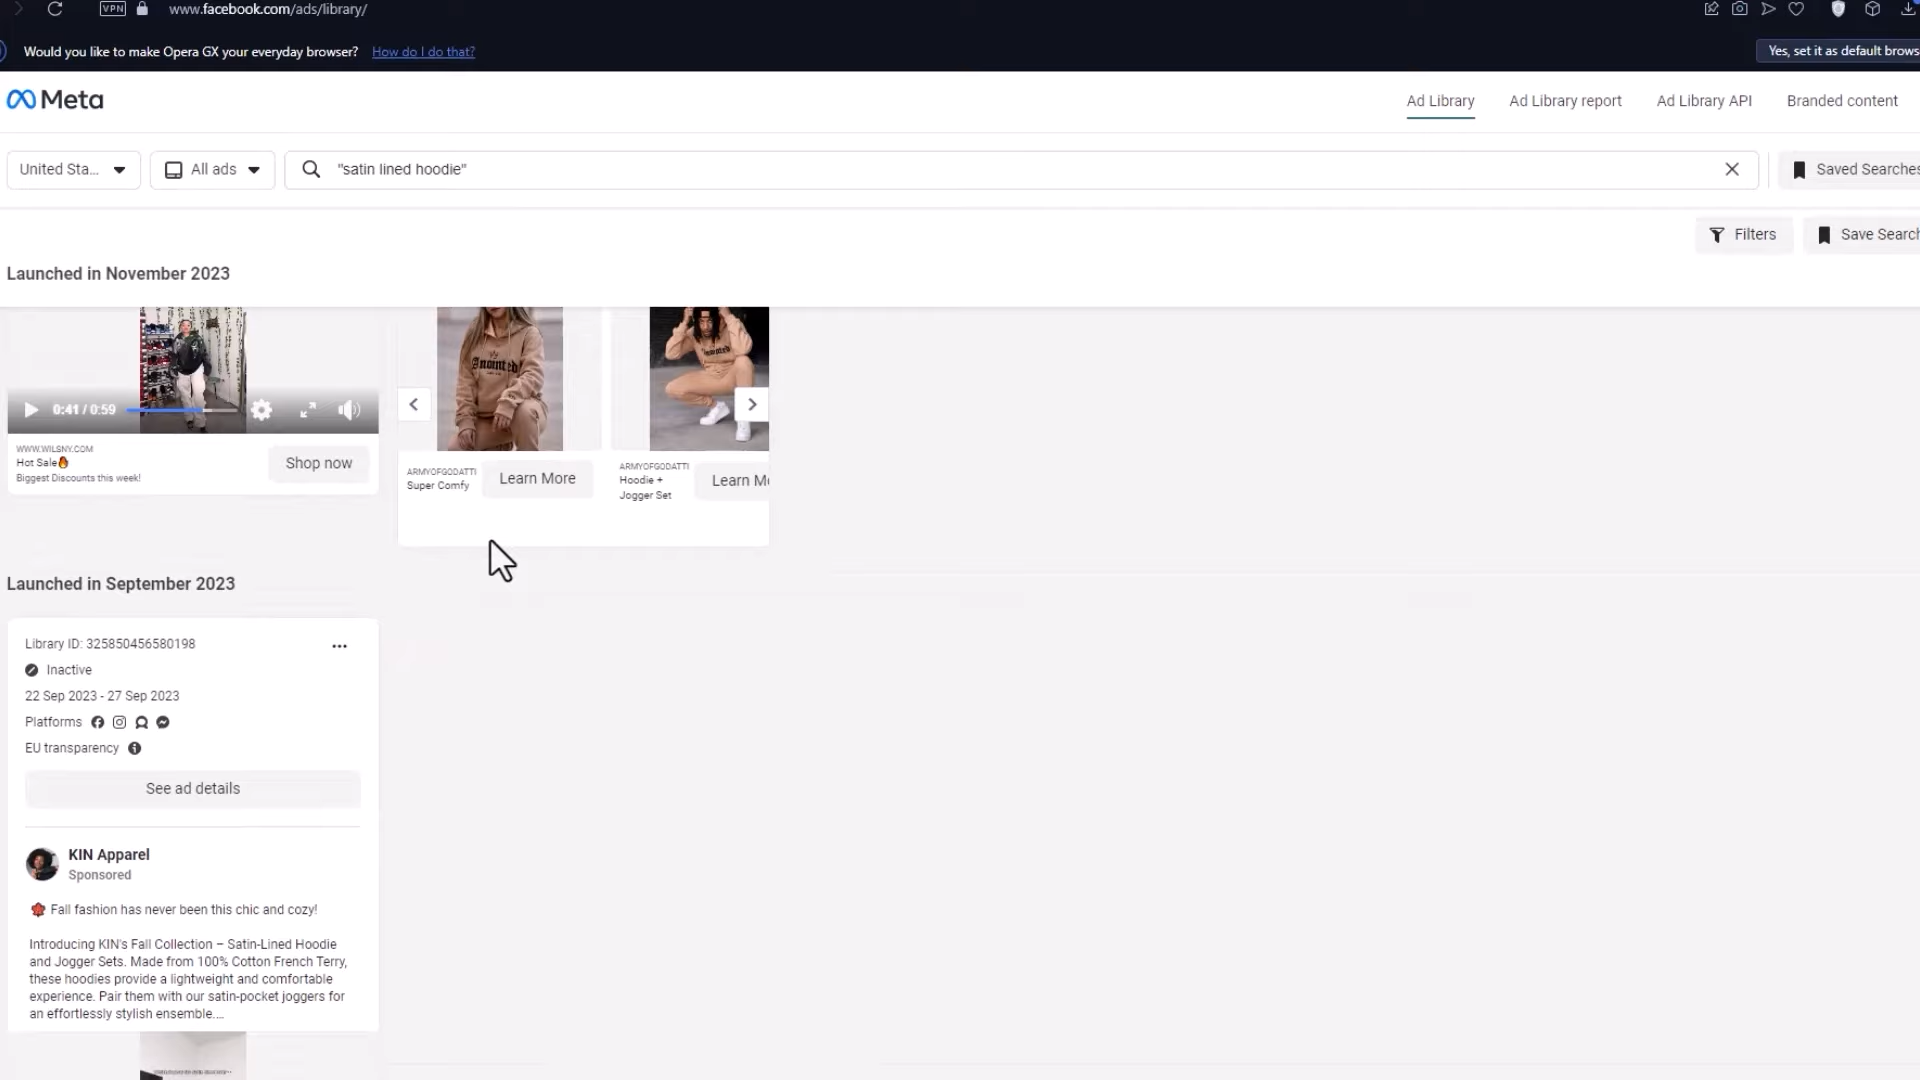 VPN
www.facebook.com/ads/library/
Would you like to make Opera GX your everyday browser? How do I do that?
Yes, set it as default brows
Meta
Ad Library
Ad Library report
Ad Library API
Branded content
United Sta...
All ads
"satin lined hoodie"
Saved Searches
Filters
Save Search
Launched in November 2023
0:41 / 0:59
WWW.WILSNY.COM
Hot Sale🔥
Biggest Discounts this week!
Shop now
Anointed
ARMYOFGODATTI
Super Comfy
Learn More
ARMYOFGODATTI
Hoodie +
Jogger Set
Learn Mo
Launched in September 2023
Library ID: 325850456580198
Inactive
22 Sep 2023 - 27 Sep 2023
Platforms
EU transparency
See ad details
KIN Apparel
Sponsored
🍁 Fall fashion has never been this chic and cozy!
Introducing KIN's Fall Collection – Satin-Lined Hoodie
and Jogger Sets. Made from 100% Cotton French Terry,
these hoodies provide a lightweight and comfortable
experience. Pair them with our satin-pocket joggers for
an effortlessly stylish ensemble....